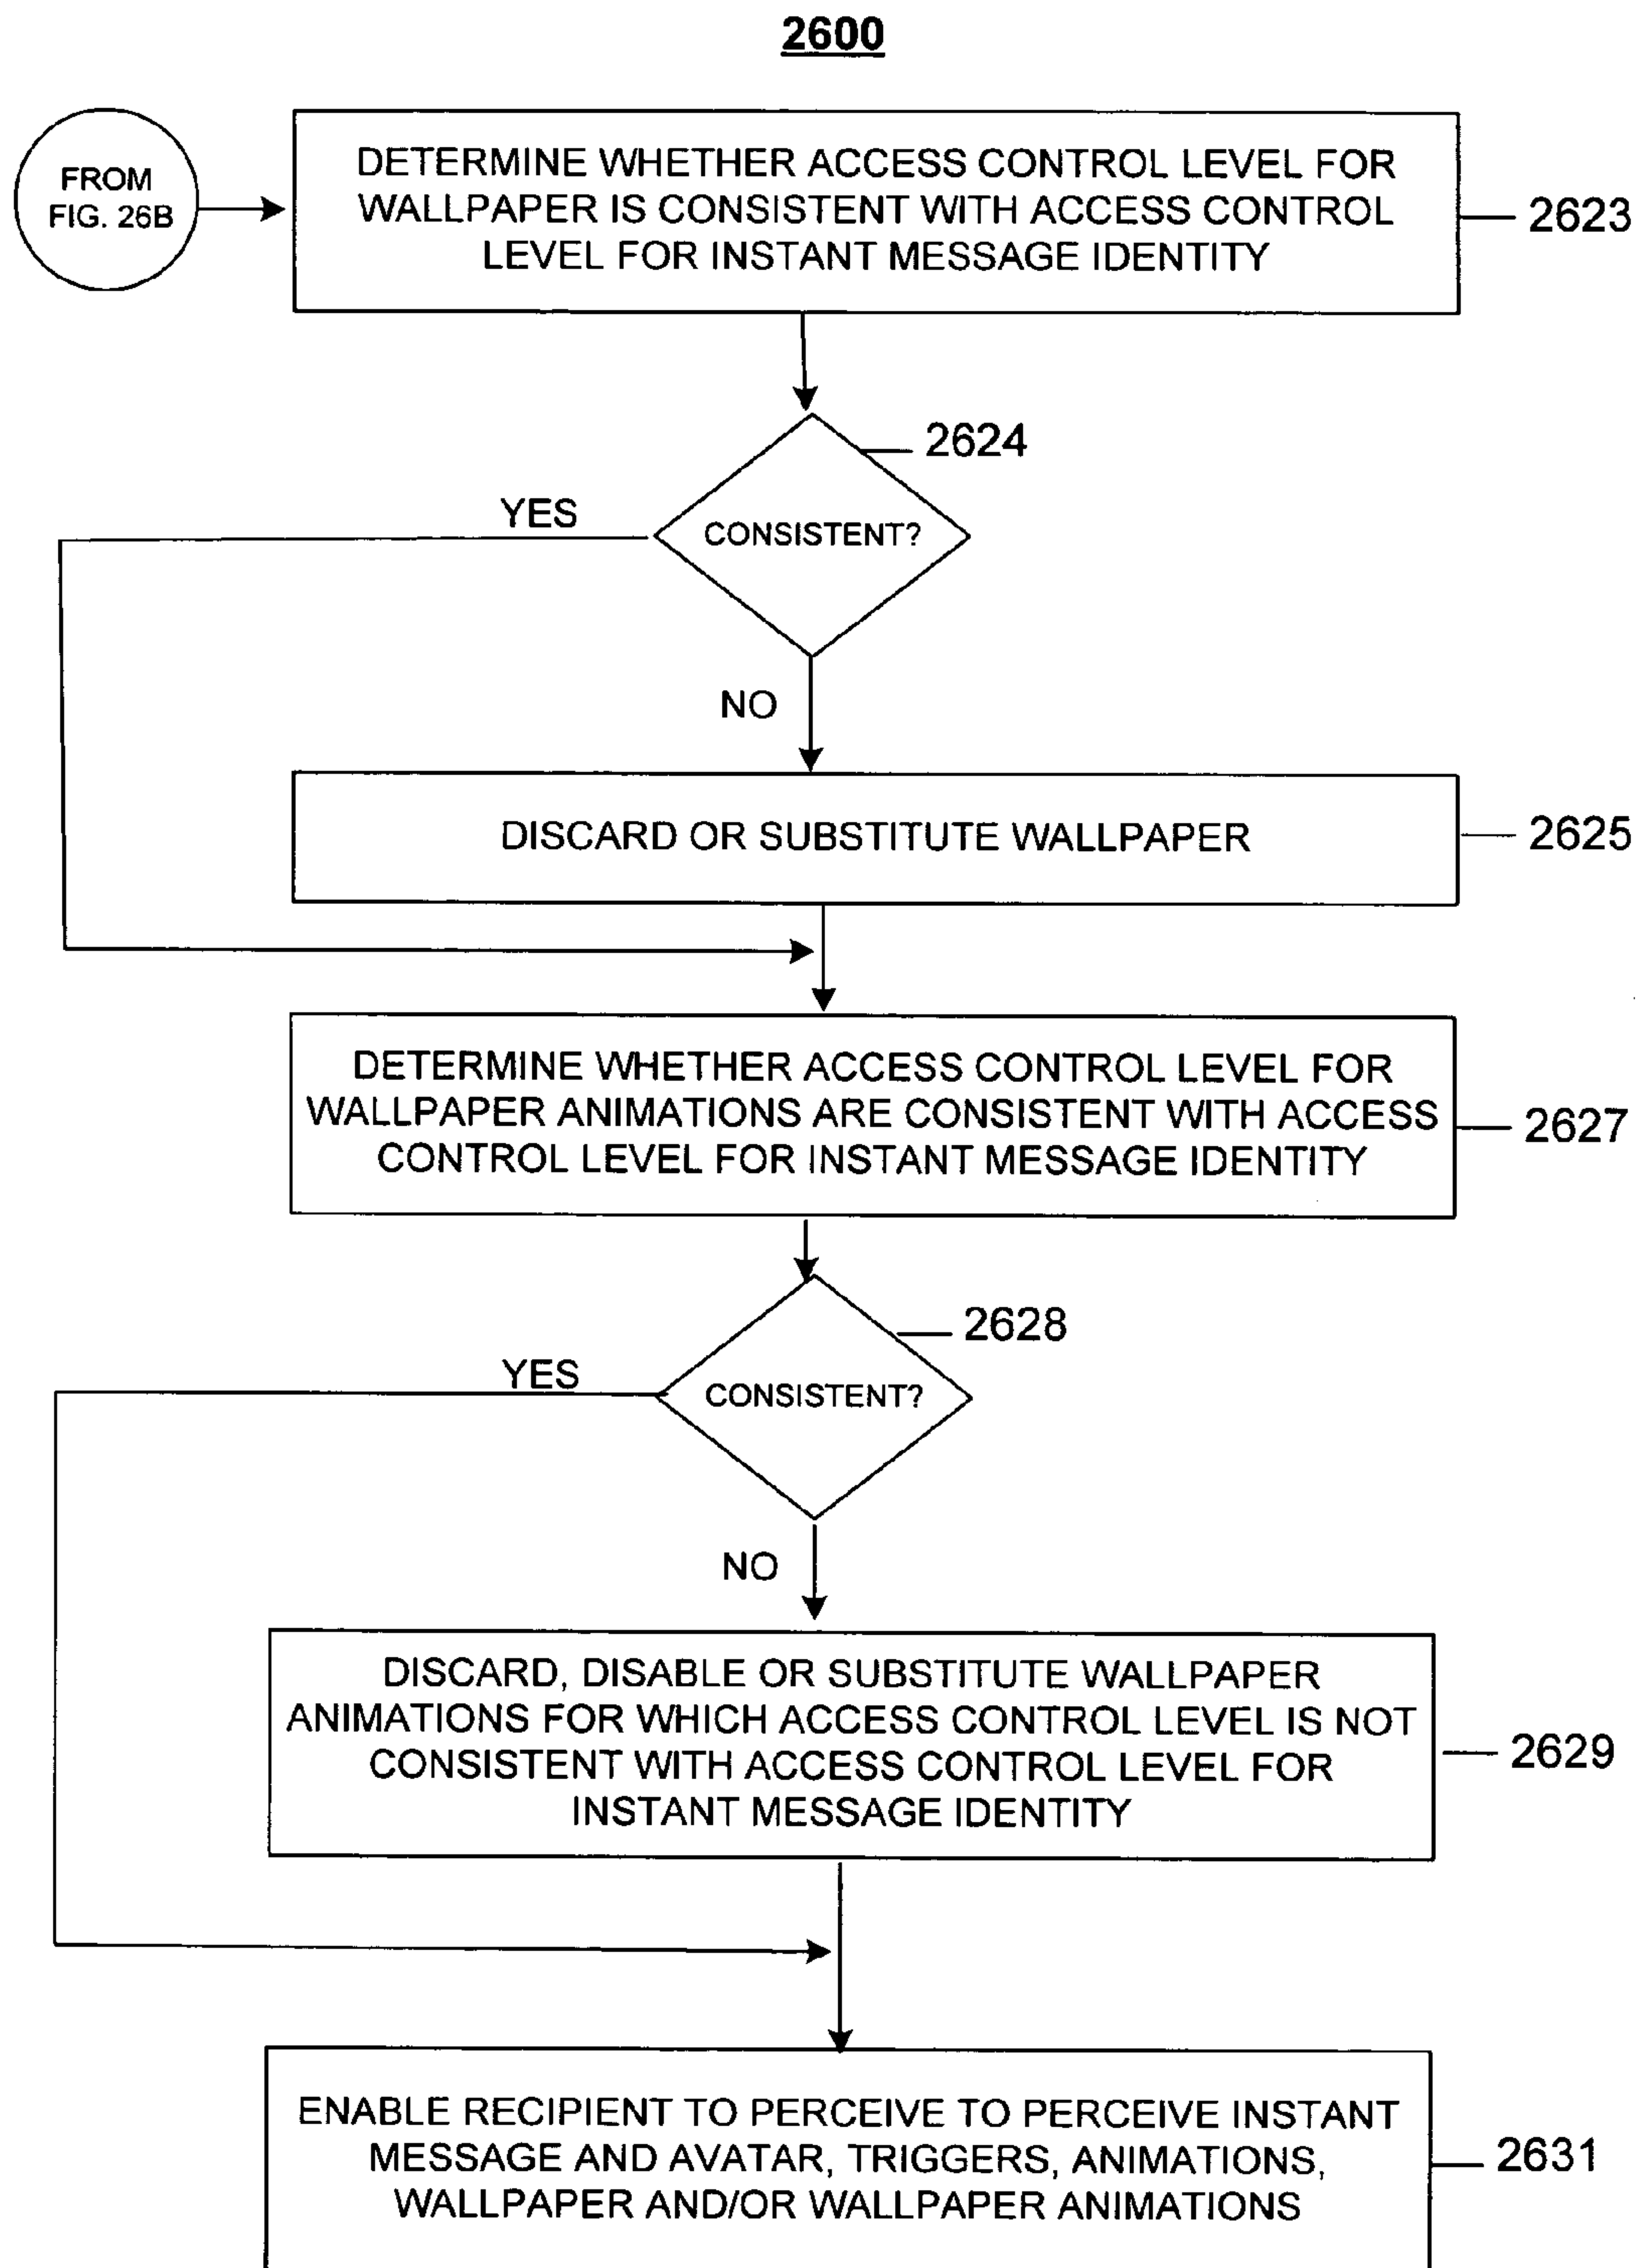 2600
FROM
FIG. 26B
DETERMINE WHETHER ACCESS CONTROL LEVEL FOR
WALLPAPER IS CONSISTENT WITH ACCESS CONTROL
LEVEL FOR INSTANT MESSAGE IDENTITY
2623
2624
YES
CONSISTENT?
NO
DISCARD OR SUBSTITUTE WALLPAPER
2625
DETERMINE WHETHER ACCESS CONTROL LEVEL FOR
WALLPAPER ANIMATIONS ARE CONSISTENT WITH ACCESS
CONTROL LEVEL FOR INSTANT MESSAGE IDENTITY
2627
2628
YES
CONSISTENT?
NO
DISCARD, DISABLE OR SUBSTITUTE WALLPAPER
ANIMATIONS FOR WHICH ACCESS CONTROL LEVEL IS NOT
CONSISTENT WITH ACCESS CONTROL LEVEL FOR
INSTANT MESSAGE IDENTITY
2629
ENABLE RECIPIENT TO PERCEIVE TO PERCEIVE INSTANT
MESSAGE AND AVATAR, TRIGGERS, ANIMATIONS,
WALLPAPER AND/OR WALLPAPER ANIMATIONS
2631